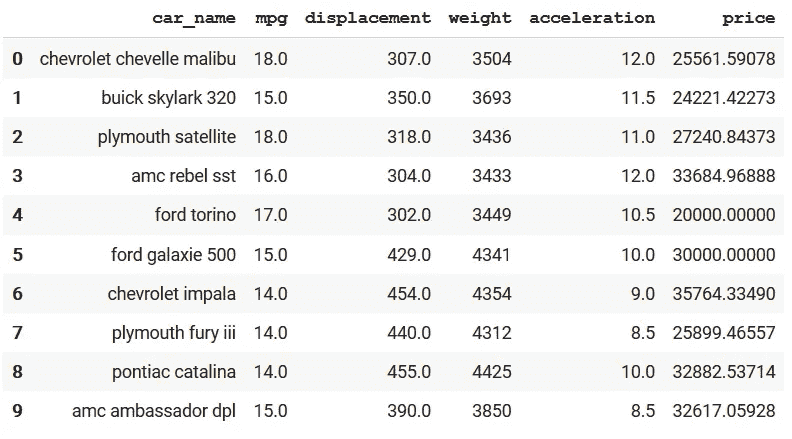 car_name mpg displacement weight acceleration price
0 chevrolet chevelle malibu 18.0 307.0 3504 12.0 25561.59078
1 buick skylark 320 15.0 350.0 3693 11.5 24221.42273
2 plymouth satellite 18.0 318.0 3436 11.0 27240.84373
3 amc rebel sst 16.0 304.0 3433 12.0 33684.96888
4 ford torino 17.0 302.0 3449 10.5 20000.00000
5 ford galaxie 500 15.0 429.0 4341 10.0 30000.00000
6 chevrolet impala 14.0 454.0 4354 9.0 35764.33490
7 plymouth fury iii 14.0 440.0 4312 8.5 25899.46557
8 pontiac catalina 14.0 455.0 4425 10.0 32882.53714
9 amc ambassador dpl 15.0 390.0 3850 8.5 32617.05928